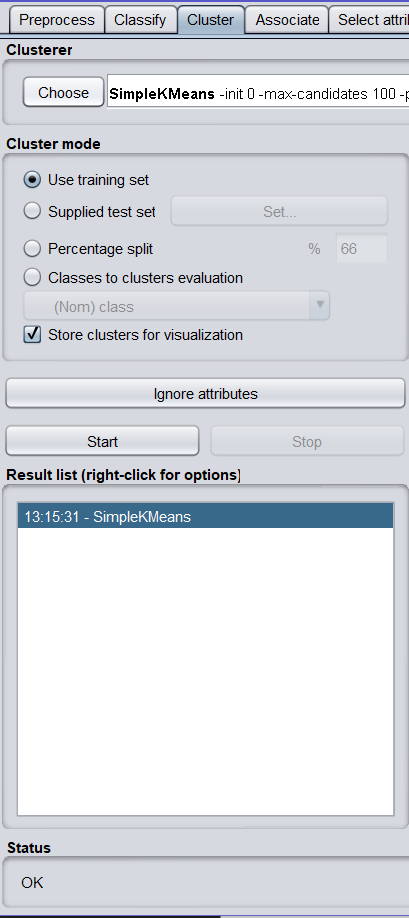 Preprocess Classify Cluster Associate Select attri
Clusterer
Choose SimpleKMeans -init 0 -max-candidates 100 -p
Cluster mode
Use training set
Supplied test set Set...
Percentage split % 66
Classes to clusters evaluation
(Nom) class
Store clusters for visualization
Ignore attributes
Start Stop
Result list (right-click for options)
13:15:31 - SimpleKMeans
Status
OK